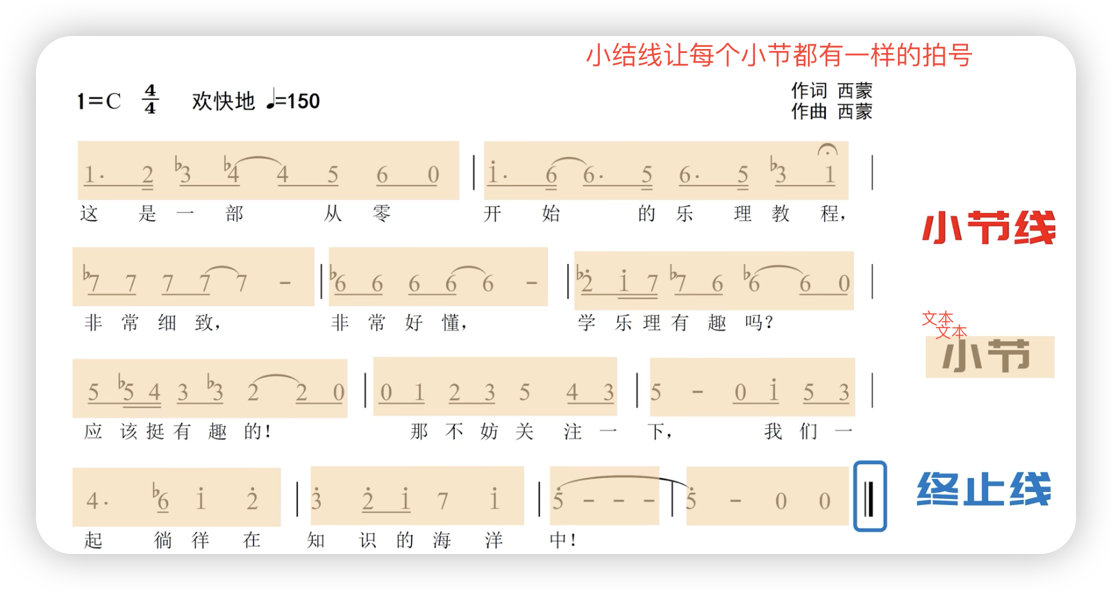 小结线让每个小节都有一样的拍号
1=C 4/4 欢快地 ♩=150
作词 西蒙
作曲 西蒙
1· 2 ♭3 ♭4 4 5 6 0 | i· 6 6· 5 6· 5 ♭3 1 |
这 是 一 部 从 零 开 始 的 乐 理 教 程,
小节线
♭7 7 7 7 7 - | ♭6 6 6 6 6 - | ♭2̇ i 7 ♭7 6 ♭6 6 0 |
非 常 细 致, 非 常 好 懂, 学 乐 理 有 趣 吗?
文本
文本
小节
5 ♭5 4 3 ♭3 2 2 0 | 0 1 2 3 5 4 3 | 5 - 0 i 5 3 |
应 该 挺 有 趣 的! 那 不 妨 关 注 一 下, 我 们 一
终止线
4· ♭6 i 2̇ | 3̇ 2̇ i 7 i | 5̇ - - - | 5̇ - 0 0 ‖
起 徜 徉 在 知 识 的 海 洋 中!